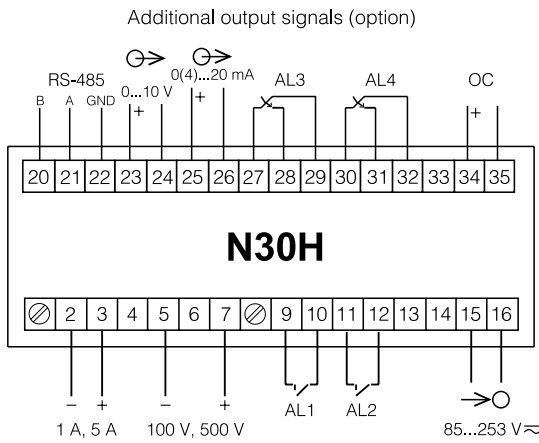 Additional output signals (option)
RS-485
B A GND
0...10 V
+
0(4)...20 mA
+
AL3
AL4
OC
+
20 21 22 23 24 25 26 27 28 29 30 31 32 33 34 35
N30H
2 3 4 5 6 7 9 10 11 12 13 14 15 16
– + – +
AL1 AL2
1 A, 5 A 100 V, 500 V 85...253 V